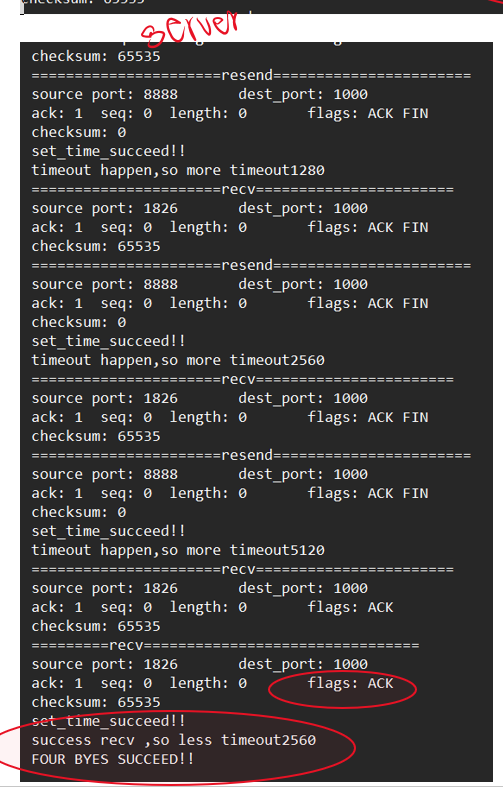 checksum: 65535
server
checksum: 65535
======================resend=======================
source port: 8888       dest_port: 1000
ack: 1  seq: 0  length: 0       flags: ACK FIN
checksum: 0
set_time_succeed!!
timeout happen,so more timeout1280
======================recv=======================
source port: 1826       dest_port: 1000
ack: 1  seq: 0  length: 0       flags: ACK FIN
checksum: 65535
======================resend=======================
source port: 8888       dest_port: 1000
ack: 1  seq: 0  length: 0       flags: ACK FIN
checksum: 0
set_time_succeed!!
timeout happen,so more timeout2560
======================recv=======================
source port: 1826       dest_port: 1000
ack: 1  seq: 0  length: 0       flags: ACK FIN
checksum: 65535
======================resend=======================
source port: 8888       dest_port: 1000
ack: 1  seq: 0  length: 0       flags: ACK FIN
checksum: 0
set_time_succeed!!
timeout happen,so more timeout5120
======================recv=======================
source port: 1826       dest_port: 1000
ack: 1  seq: 0  length: 0       flags: ACK
checksum: 65535
=========recv================================
source port: 1826       dest_port: 1000
ack: 1  seq: 0  length: 0       flags: ACK
checksum: 65535
set_time_succeed!!
success recv ,so less timeout2560
FOUR BYES SUCCEED!!